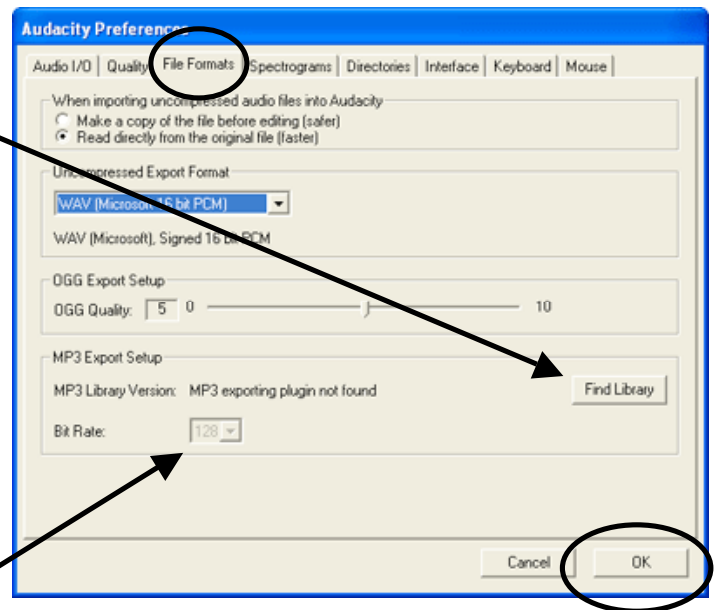 Audacity Preferences
Audio I/O Quality File Formats Spectrograms Directories Interface Keyboard Mouse
When importing uncompressed audio files into Audacity
Make a copy of the file before editing (safer)
Read directly from the original file (faster)
Uncompressed Export Format
WAV (Microsoft 16 bit PCM)
WAV (Microsoft), Signed 16 bit PCM
OGG Export Setup
OGG Quality: 5 0 10
MP3 Export Setup
MP3 Library Version: MP3 exporting plugin not found Find Library
Bit Rate: 128
Cancel OK